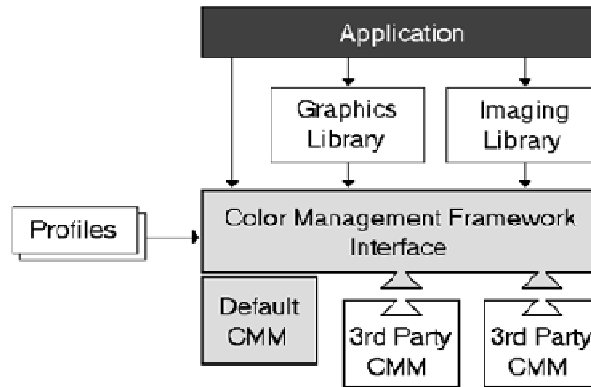 Application
Graphics
Library
Imaging
Library
Profiles
Color Management Framework
Interface
Default
CMM
3rd Party
CMM
3rd Party
CMM